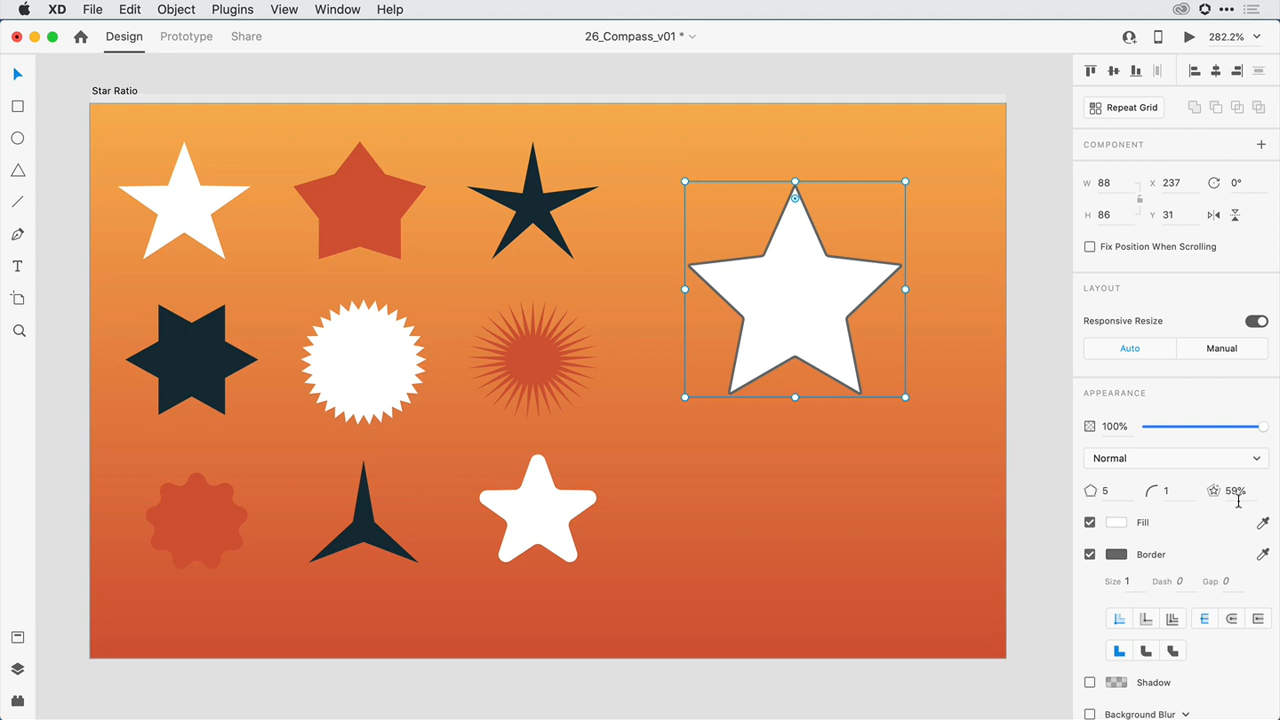 XD File Edit Object Plugins View Window Help
Design Prototype Share 26_Compass_v01 * 282.2%
Star Ratio
Repeat Grid
COMPONENT
W 88 X 237 0°
H 86 Y 31
Fix Position When Scrolling
LAYOUT
Responsive Resize
Auto Manual
APPEARANCE
100%
Normal
5 1 59%
Fill
Border
Size 1 Dash 0 Gap 0
Shadow
Background Blur
T